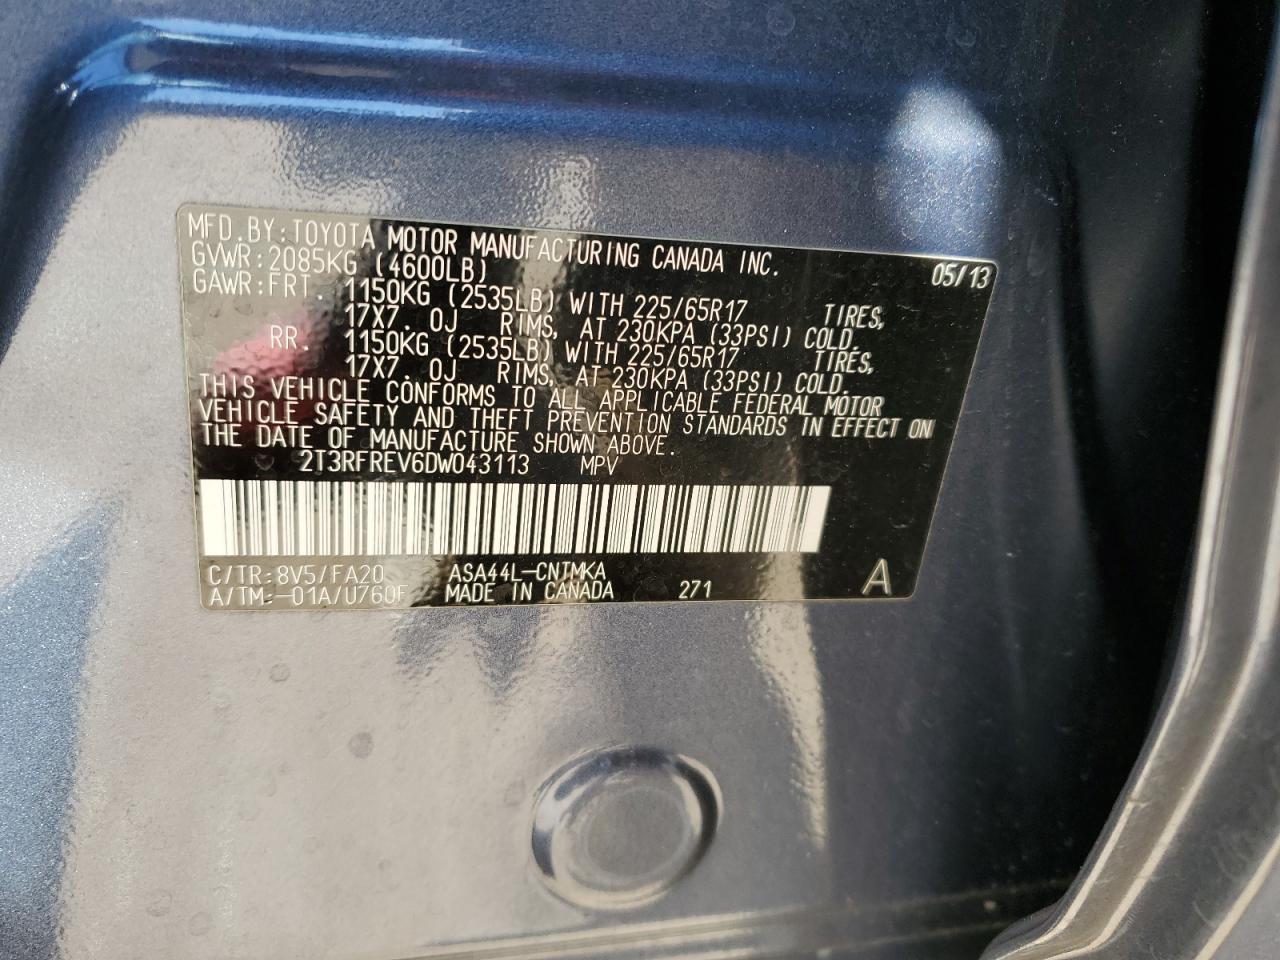 MFD.BY:TOYOTA MOTOR MANUFACTURING CANADA INC. 05/13
GVWR:2085KG (4600LB)
GAWR:FRT. 1150KG (2535LB) WITH 225/65R17 TIRES,
17X7.0J RIMS, AT 230KPA (33PSI) COLD.
RR. 1150KG (2535LB) WITH 225/65R17 TIRES,
17X7.0J RIMS, AT 230KPA (33PSI) COLD.
THIS VEHICLE CONFORMS TO ALL APPLICABLE FEDERAL MOTOR
VEHICLE SAFETY AND THEFT PREVENTION STANDARDS IN EFFECT ON
THE DATE OF MANUFACTURE SHOWN ABOVE.
2T3RFREV6DW043113 MPV
C/TR:8V5/FA20 ASA44L-CNTMKA
A/TM:-01A/U760F MADE IN CANADA 271 A